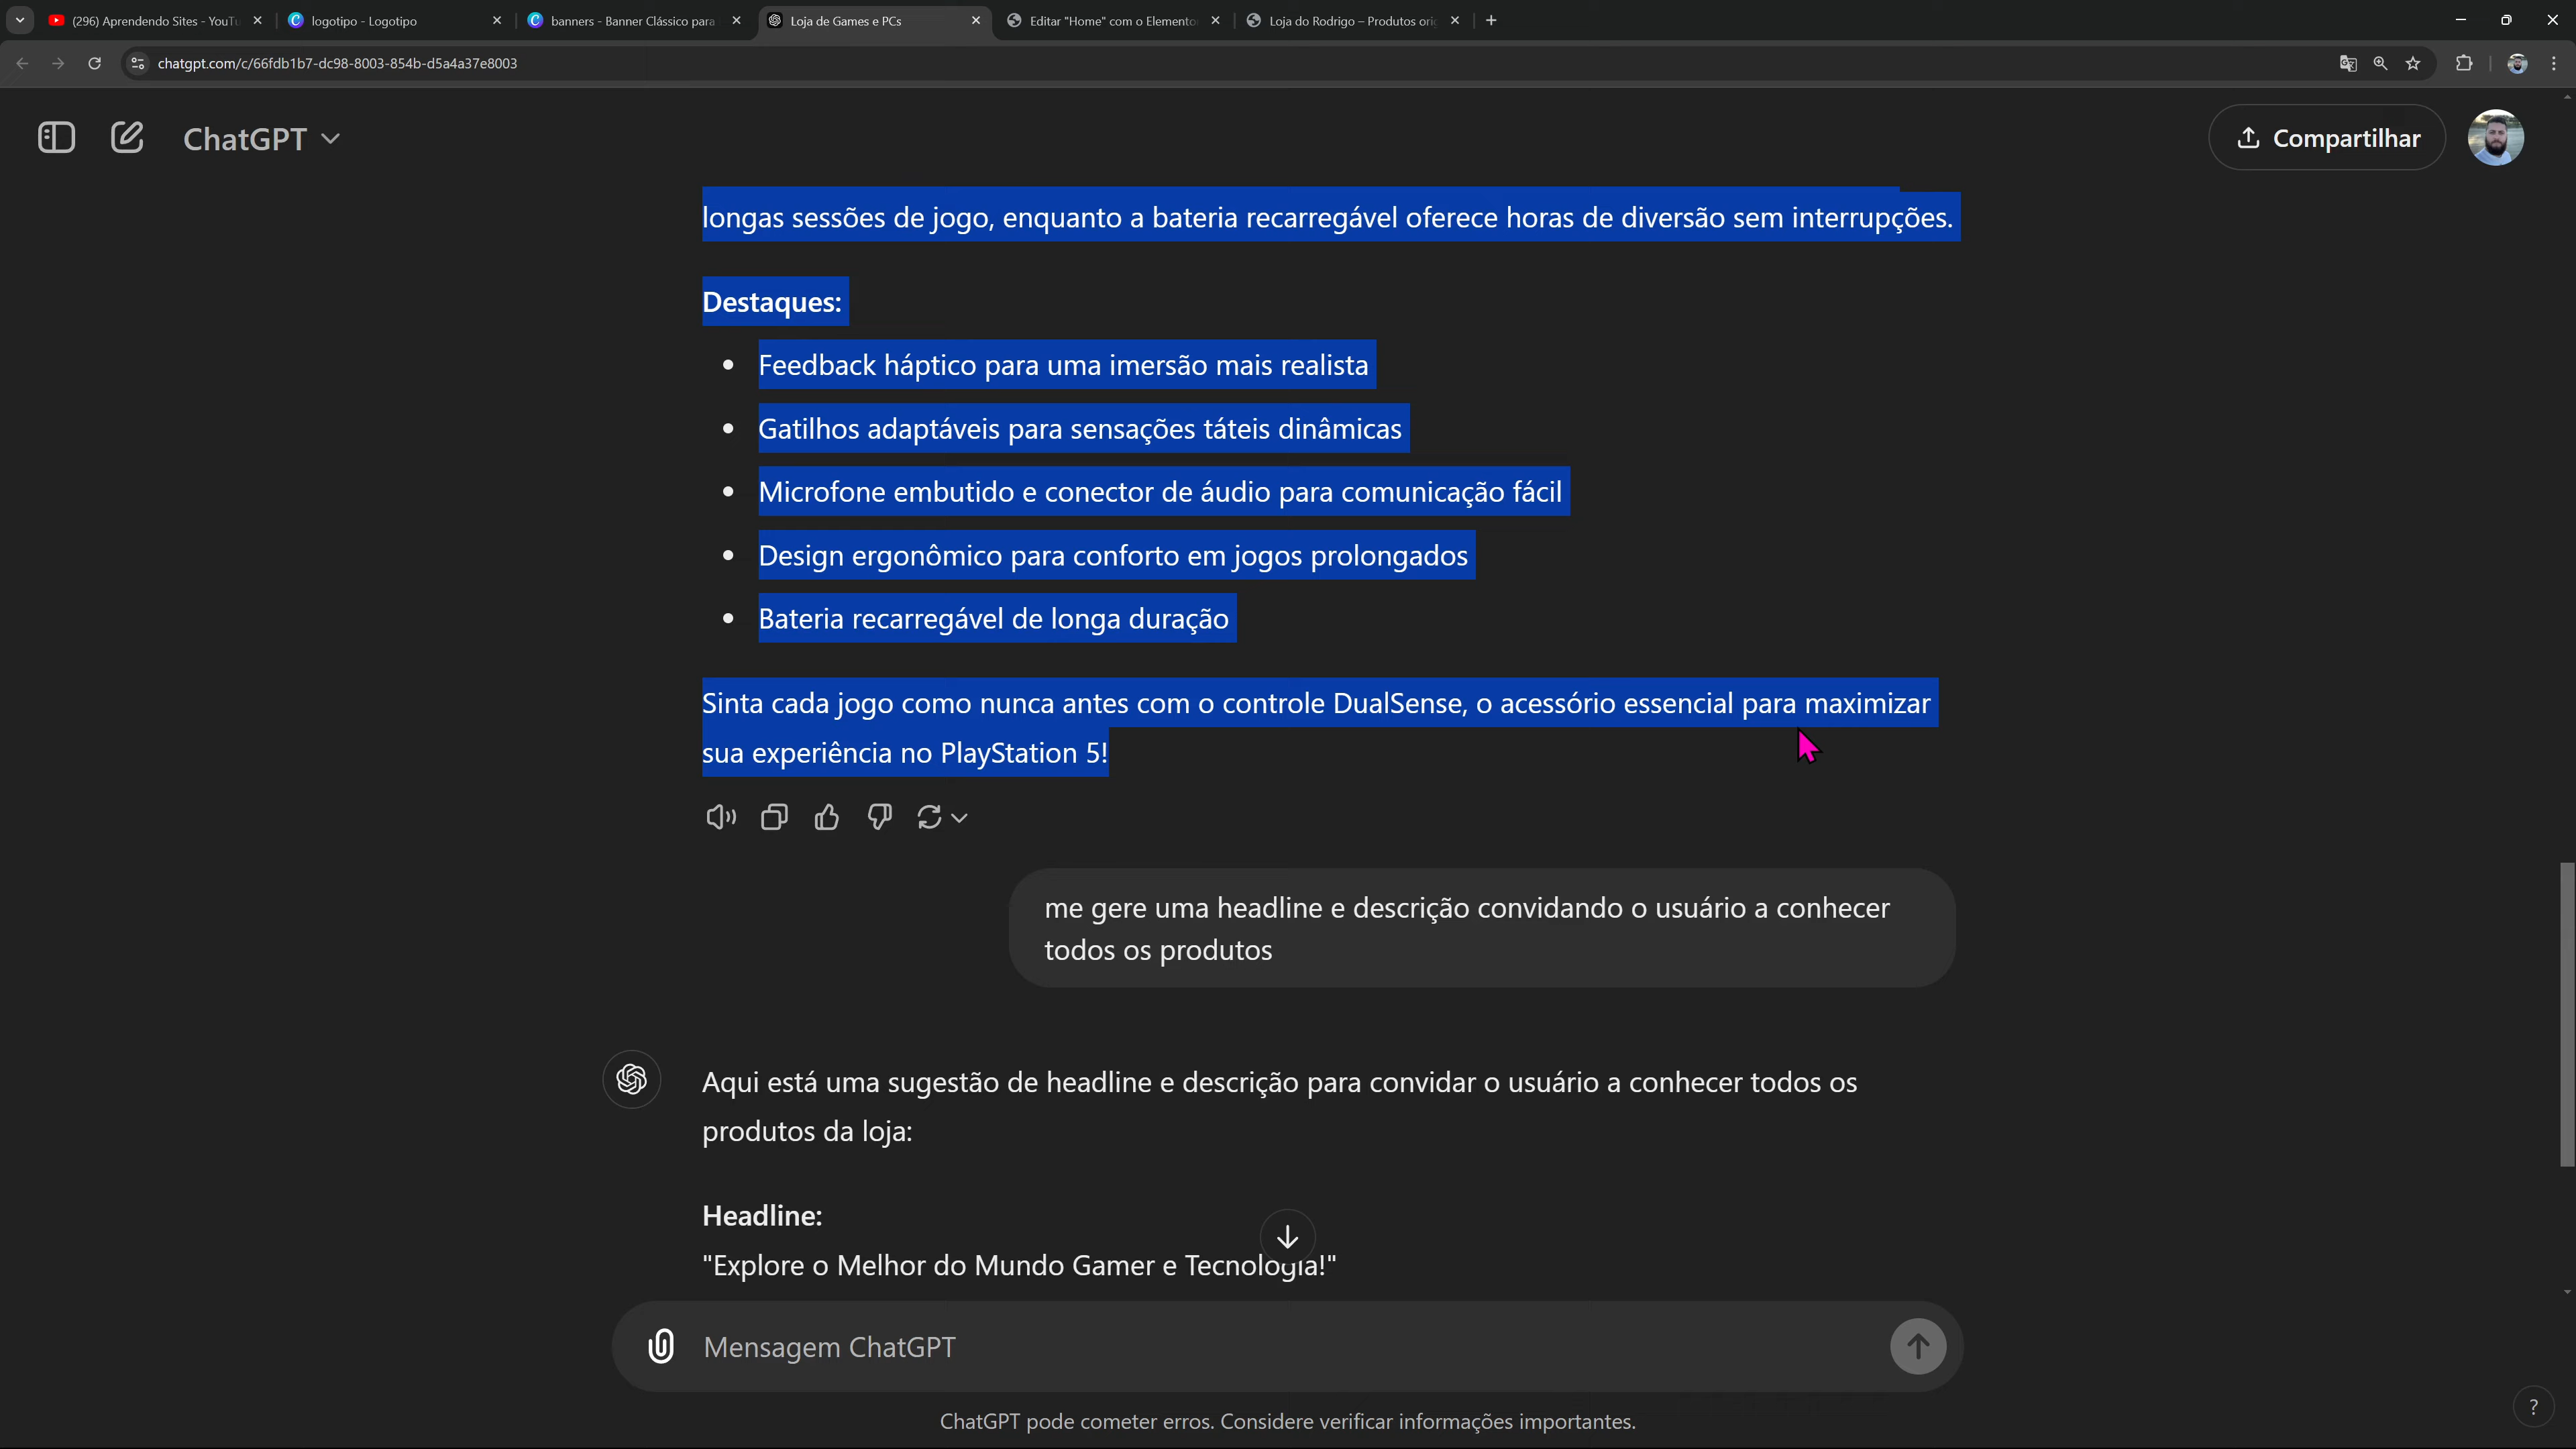 (296) Aprendendo Sites - YouTu
logotipo - Logotipo
banners - Banner Clássico para
Loja de Games e PCs
Editar "Home" com o Elemento
Loja do Rodrigo – Produtos orig
chatgpt.com/c/66fdb1b7-dc98-8003-854b-d5a4a37e8003
ChatGPT
Compartilhar
longas sessões de jogo, enquanto a bateria recarregável oferece horas de diversão sem interrupções.
Destaques:
Feedback háptico para uma imersão mais realista
Gatilhos adaptáveis para sensações táteis dinâmicas
Microfone embutido e conector de áudio para comunicação fácil
Design ergonômico para conforto em jogos prolongados
Bateria recarregável de longa duração
Sinta cada jogo como nunca antes com o controle DualSense, o acessório essencial para maximizar
sua experiência no PlayStation 5!
me gere uma headline e descrição convidando o usuário a conhecer
todos os produtos
Aqui está uma sugestão de headline e descrição para convidar o usuário a conhecer todos os
produtos da loja:
Headline:
"Explore o Melhor do Mundo Gamer e Tecnologia!"
Mensagem ChatGPT
ChatGPT pode cometer erros. Considere verificar informações importantes.
?